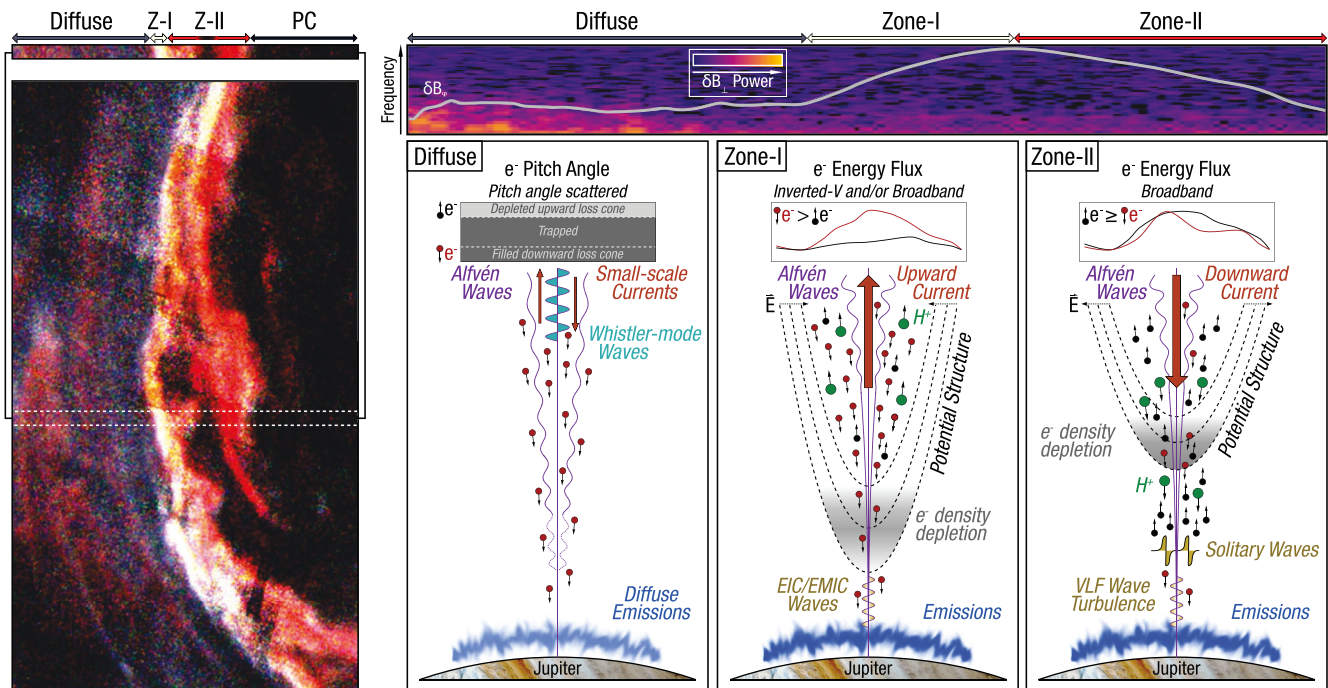 Diffuse
Z-I
Z-II
PC
Diffuse
Zone-I
Zone-II
Frequency
δBᵩ
δB⊥ Power
Diffuse
e⁻ Pitch Angle
Pitch angle scattered
e⁻
Depleted upward loss cone
Trapped
e⁻
Filled downward loss cone
Alfvén
Waves
Small-scale
Currents
Whistler-mode
Waves
Diffuse
Emissions
Jupiter
Zone-I
e⁻ Energy Flux
Inverted-V and/or Broadband
e⁻ > e⁻
Alfvén
Waves
Upward
Current
E⃗
H⁺
Potential Structure
e⁻ density
depletion
EIC/EMIC
Waves
Emissions
Jupiter
Zone-II
e⁻ Energy Flux
Broadband
e⁻ ≥ e⁻
Alfvén
Waves
Downward
Current
E⃗
Potential Structure
e⁻ density
depletion
H⁺
Solitary Waves
VLF Wave
Turbulence
Emissions
Jupiter